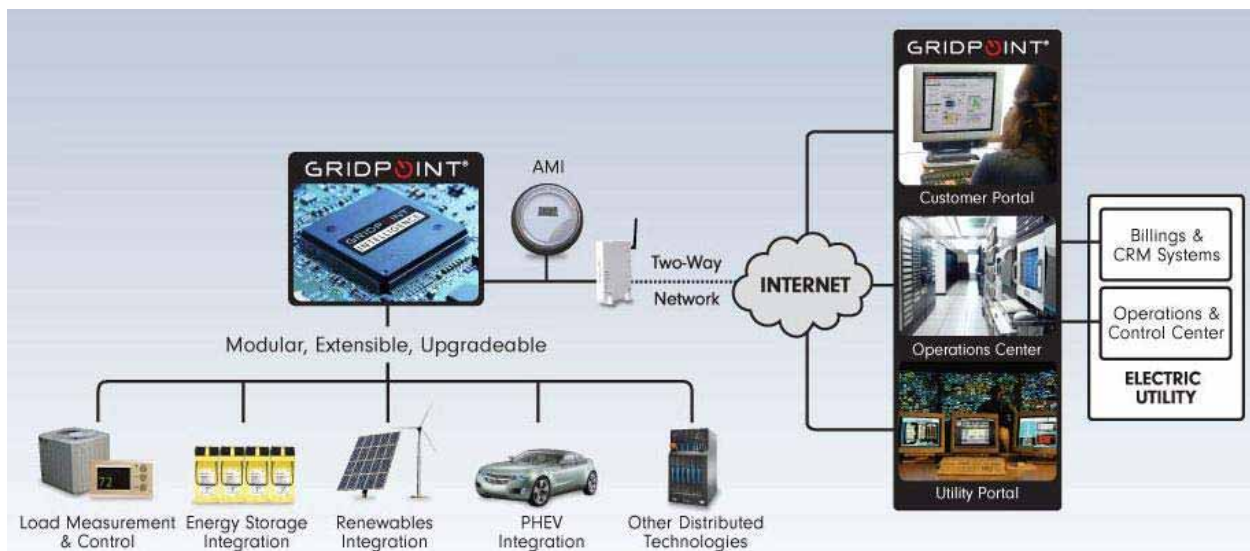 GRIDPOINT®
GRIDPOINT
INTELLIGENCE
AMI
Two-Way
Network
INTERNET
Modular, Extensible, Upgradeable
72
Load Measurement
& Control
Energy Storage
Integration
Renewables
Integration
PHEV
Integration
Other Distributed
Technologies
GRIDPOINT®
Customer Portal
Operations Center
Utility Portal
Billings &
CRM Systems
Operations &
Control Center
ELECTRIC
UTILITY